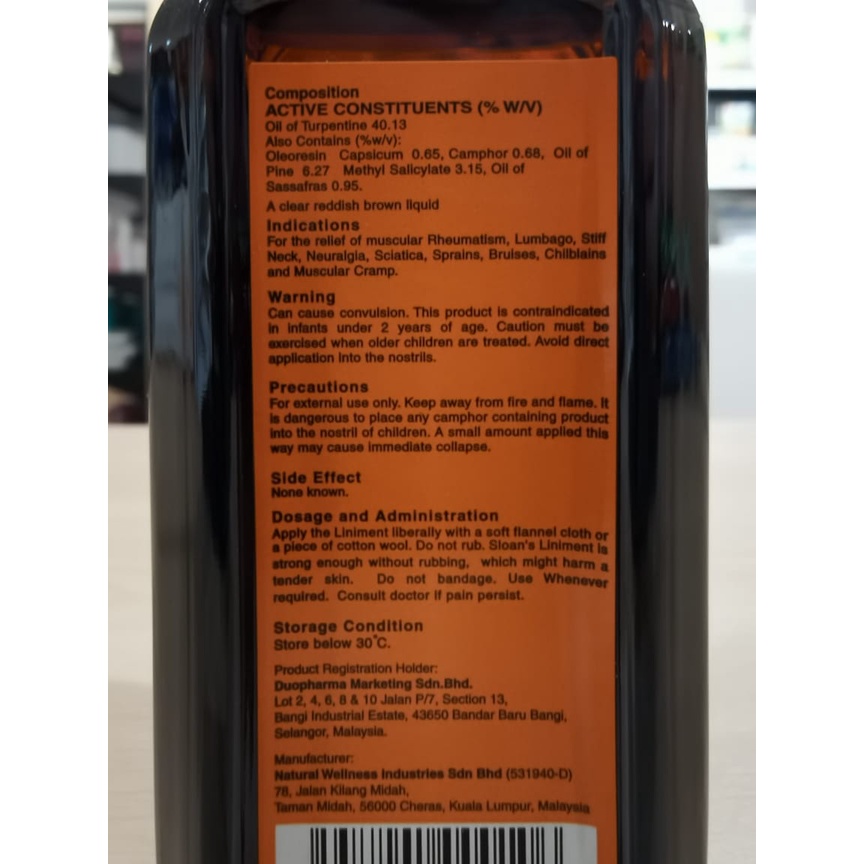 Composition
ACTIVE CONSTITUENTS (% W/V)
Oil of Turpentine 40.13
Also Contains (%w/v):
Oleoresin Capsicum 0.65, Camphor 0.68, Oil of
Pine 6.27 Methyl Salicylate 3.15, Oil of
Sassafras 0.95.
A clear reddish brown liquid
Indications
For the relief of muscular Rheumatism, Lumbago, Stiff
Neck, Neuralgia, Sciatica, Sprains, Bruises, Chilblains
and Muscular Cramp.
Warning
Can cause convulsion. This product is contraindicated
in infants under 2 years of age. Caution must be
exercised when older children are treated. Avoid direct
application into the nostrils.
Precautions
For external use only. Keep away from fire and flame. It
is dangerous to place any camphor containing product
into the nostril of children. A small amount applied this
way may cause immediate collapse.
Side Effect
None known.
Dosage and Administration
Apply the Liniment liberally with a soft flannel cloth or
a piece of cotton wool. Do not rub. Sloan's Liniment is
strong enough without rubbing, which might harm a
tender skin. Do not bandage. Use Whenever
required. Consult doctor if pain persist.
Storage Condition
Store below 30°C.
Product Registration Holder:
Duopharma Marketing Sdn.Bhd.
Lot 2, 4, 6, 8 & 10 Jalan P/7, Section 13,
Bangi Industrial Estate, 43650 Bandar Baru Bangi,
Selangor, Malaysia.
Manufacturer:
Natural Wellness Industries Sdn Bhd (531940-D)
78, Jalan Kilang Midah,
Taman Midah, 56000 Cheras, Kuala Lumpur, Malaysia